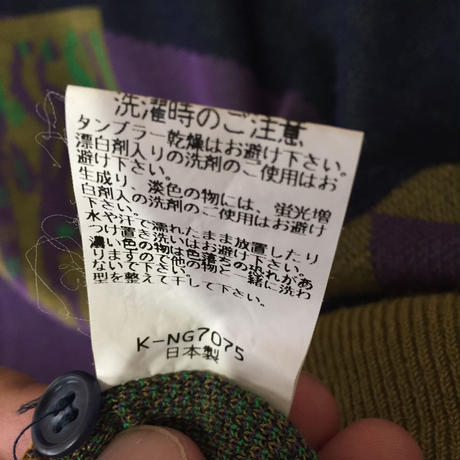 洗濯時のご注意
タンブラー乾燥はお避け下さい。
漂白剤入りの洗剤のご使用はお
避け下さい。
生成り、淡色の物には、蛍光増
白剤入の洗剤のご使用はお避け
下さい。
水や汗で濡れたまま放置したり
つけ置き洗いはお避け下さい。
濃い色の物は色落ちの恐れがあ
りますので他の物と一緒に洗わ
ないで下さい。
型を整えて干して下さい。
K-NG7075
日本製